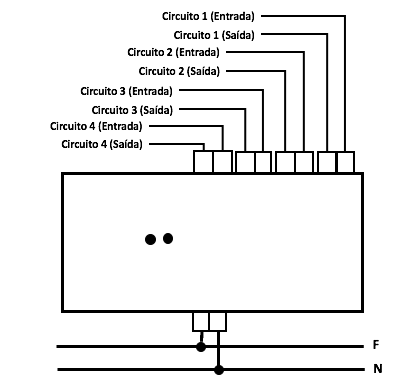 Circuito 1 (Entrada)
Circuito 1 (Saída)
Circuito 2 (Entrada)
Circuito 2 (Saída)
Circuito 3 (Entrada)
Circuito 3 (Saída)
Circuito 4 (Entrada)
Circuito 4 (Saída)
F
N